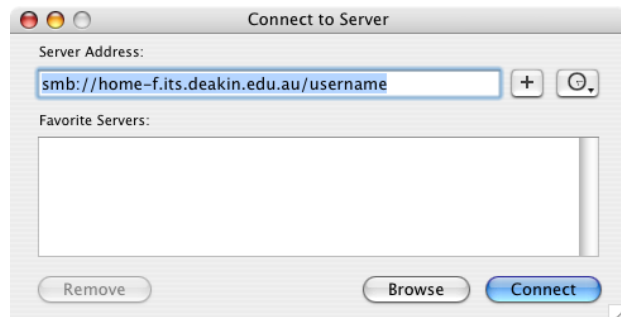 Connect to Server
Server Address:
smb://home-f.its.deakin.edu.au/username
Favorite Servers:
Remove Browse Connect